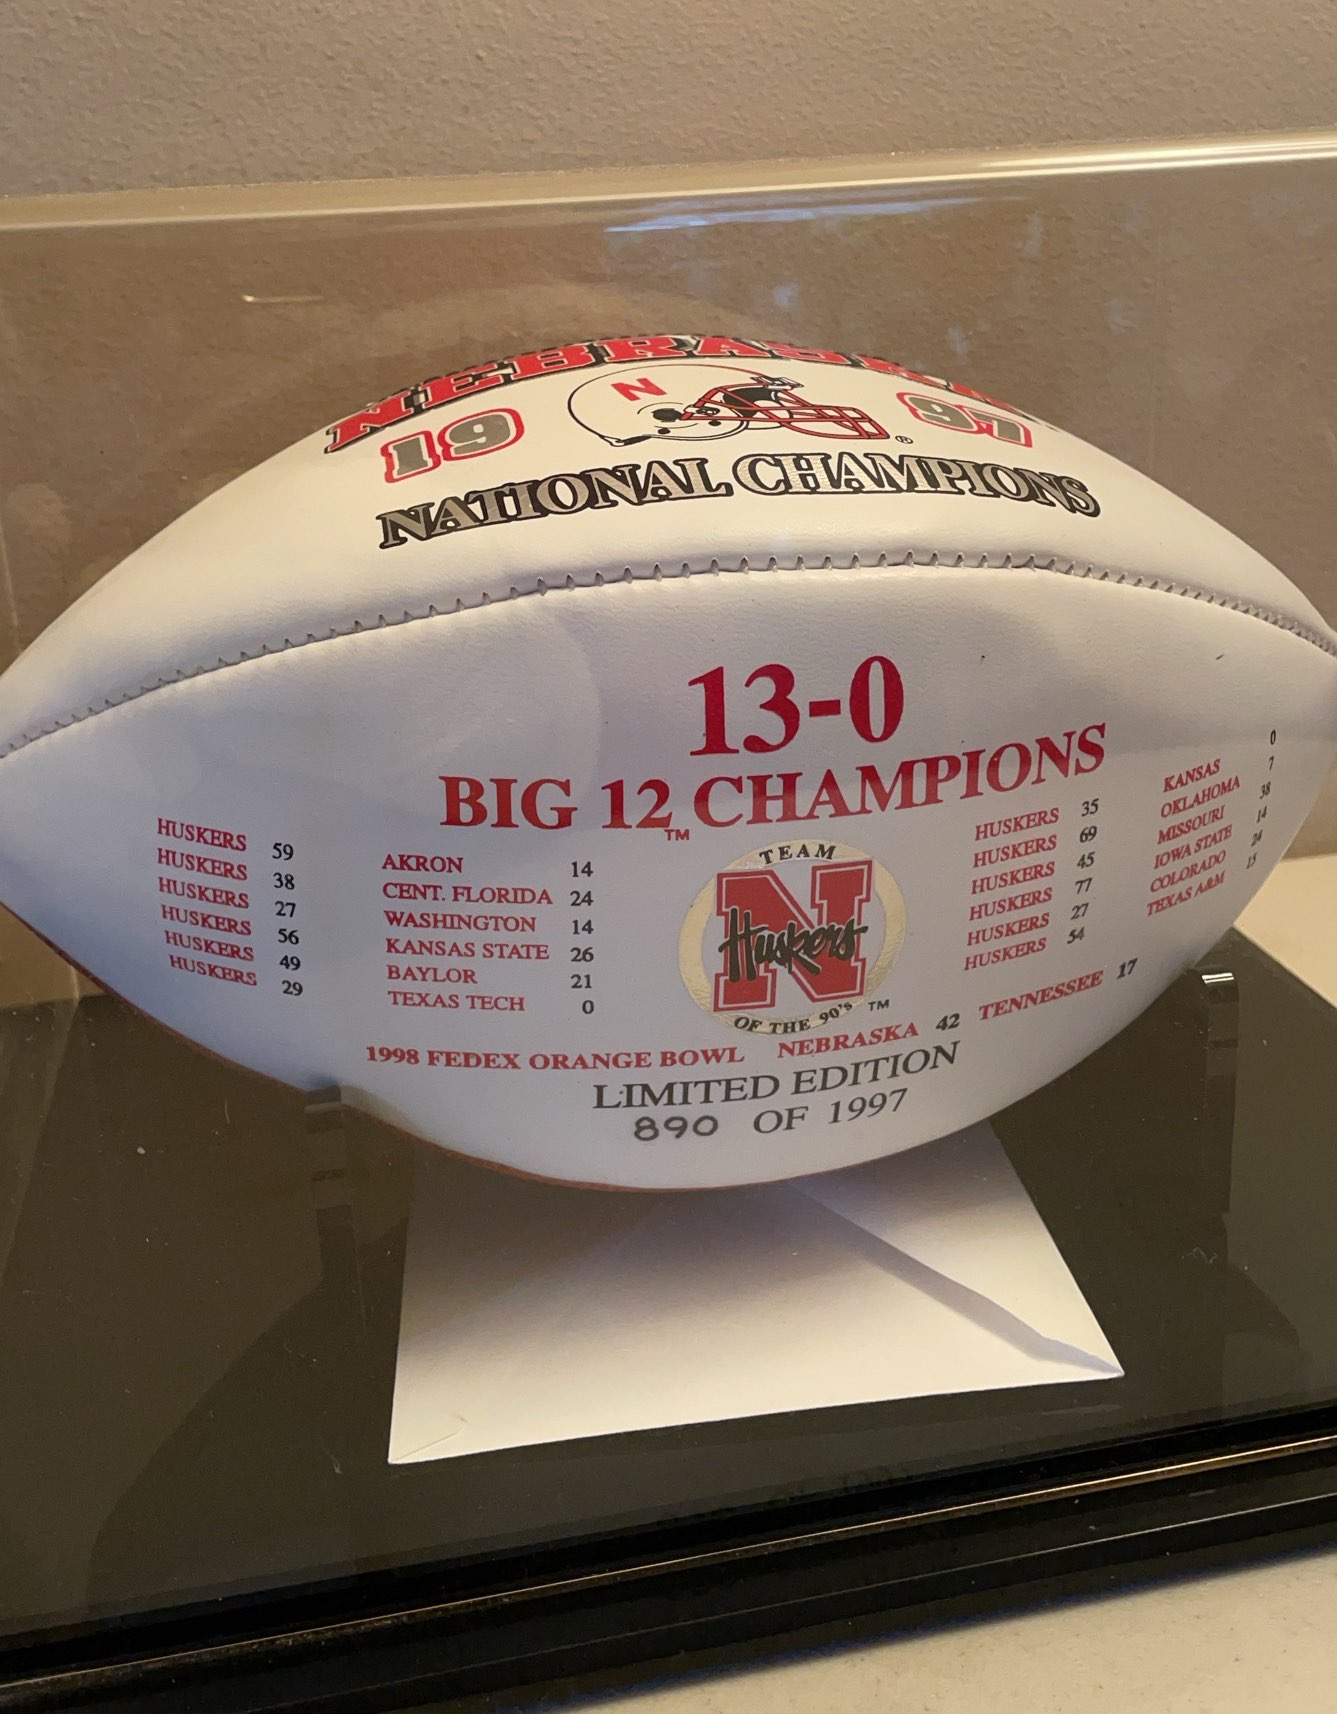 NEBRASKA
19 N ® 97
NATIONAL CHAMPIONS
13-0
BIG 12 CHAMPIONS
™
HUSKERS 59 AKRON 14
HUSKERS 38 CENT. FLORIDA 24
HUSKERS 27 WASHINGTON 14
HUSKERS 56 KANSAS STATE 26
HUSKERS 49 BAYLOR 21
HUSKERS 29 TEXAS TECH 0
TEAM
N
Huskers
OF THE 90's ™
HUSKERS 35 KANSAS 0
HUSKERS 69 OKLAHOMA 7
HUSKERS 45 MISSOURI 38
HUSKERS 77 IOWA STATE 14
HUSKERS 27 COLORADO 24
HUSKERS 54 TEXAS A&M 15
1998 FEDEX ORANGE BOWL NEBRASKA 42 TENNESSEE 17
LIMITED EDITION
890 OF 1997